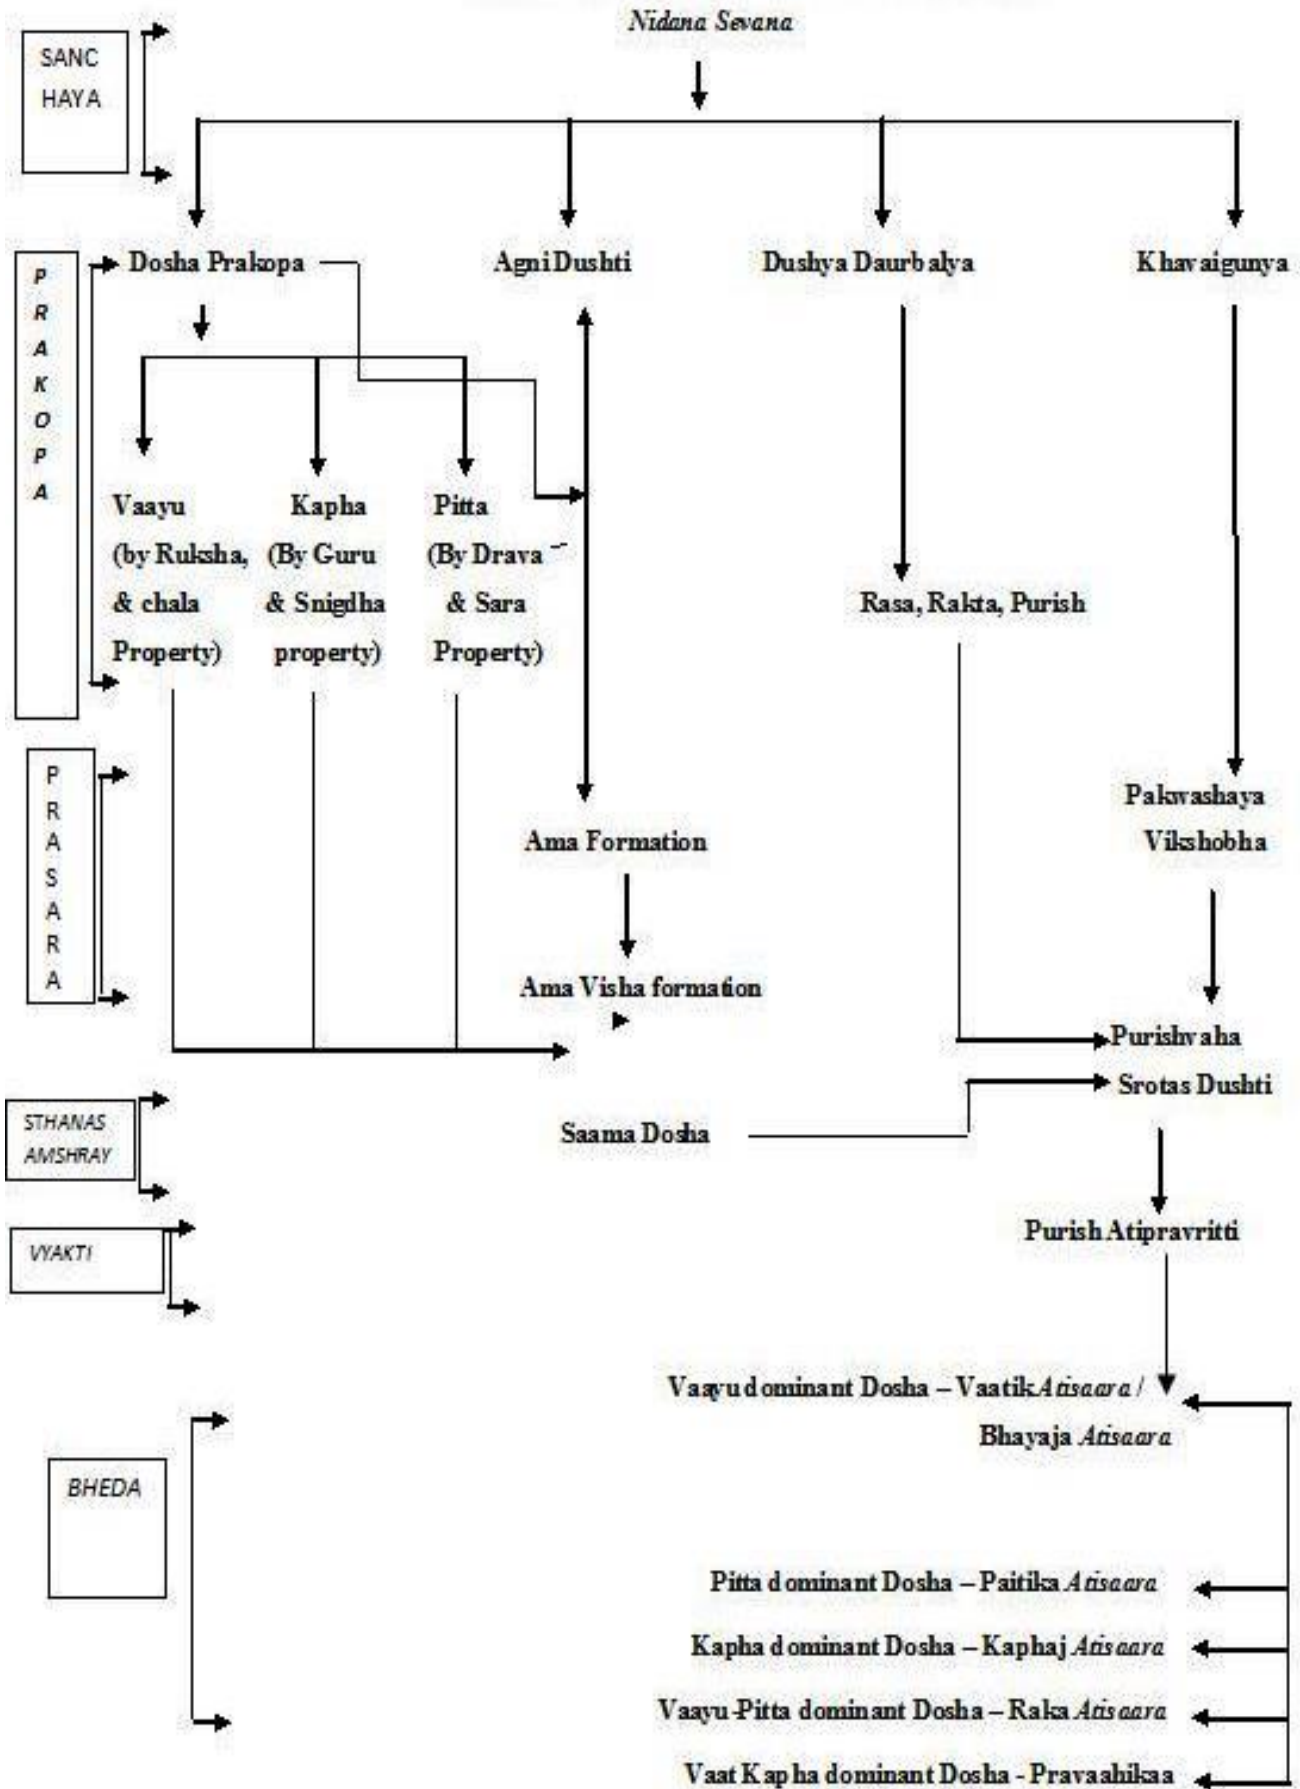 Nidana Sevana
SANC
HAYA
Dosha Prakopa
Agni Dushti
Dushya Daurbalya
Khavaigunya
P
R
A
K
O
P
A
Vaayu
(by Ruksha,
& chala
Property)
Kapha
(By Guru
& Snigdha
property)
Pitta
(By Drava
& Sara
Property)
Rasa, Rakta, Purish
P
R
A
S
A
R
A
Pakwashaya
Vikshobha
Ama Formation
Ama Visha formation
Purishvaha
Srotas Dushti
STHANAS
AMSHRAY
Saama Dosha
VYAKTI
Purish Atipravritti
Vaayu dominant Dosha – Vaatik Atisaara /
Bhayaja Atisaara
BHEDA
Pitta dominant Dosha – Paitika Atisaara
Kapha dominant Dosha – Kaphaj Atisaara
Vaayu-Pitta dominant Dosha – Raka Atisaara
Vaat Kapha dominant Dosha - Pravaahikaa